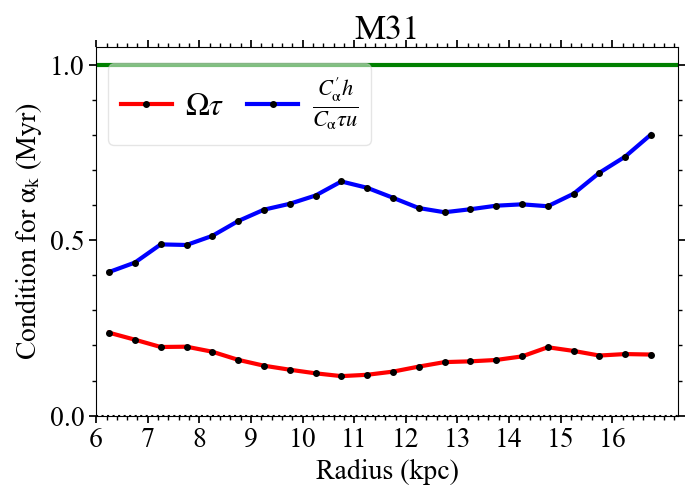 M31
1.0
Ωτ
C′αh / Cατu
0.5
0.0
Condition for αk (Myr)
6 7 8 9 10 11 12 13 14 15 16
Radius (kpc)